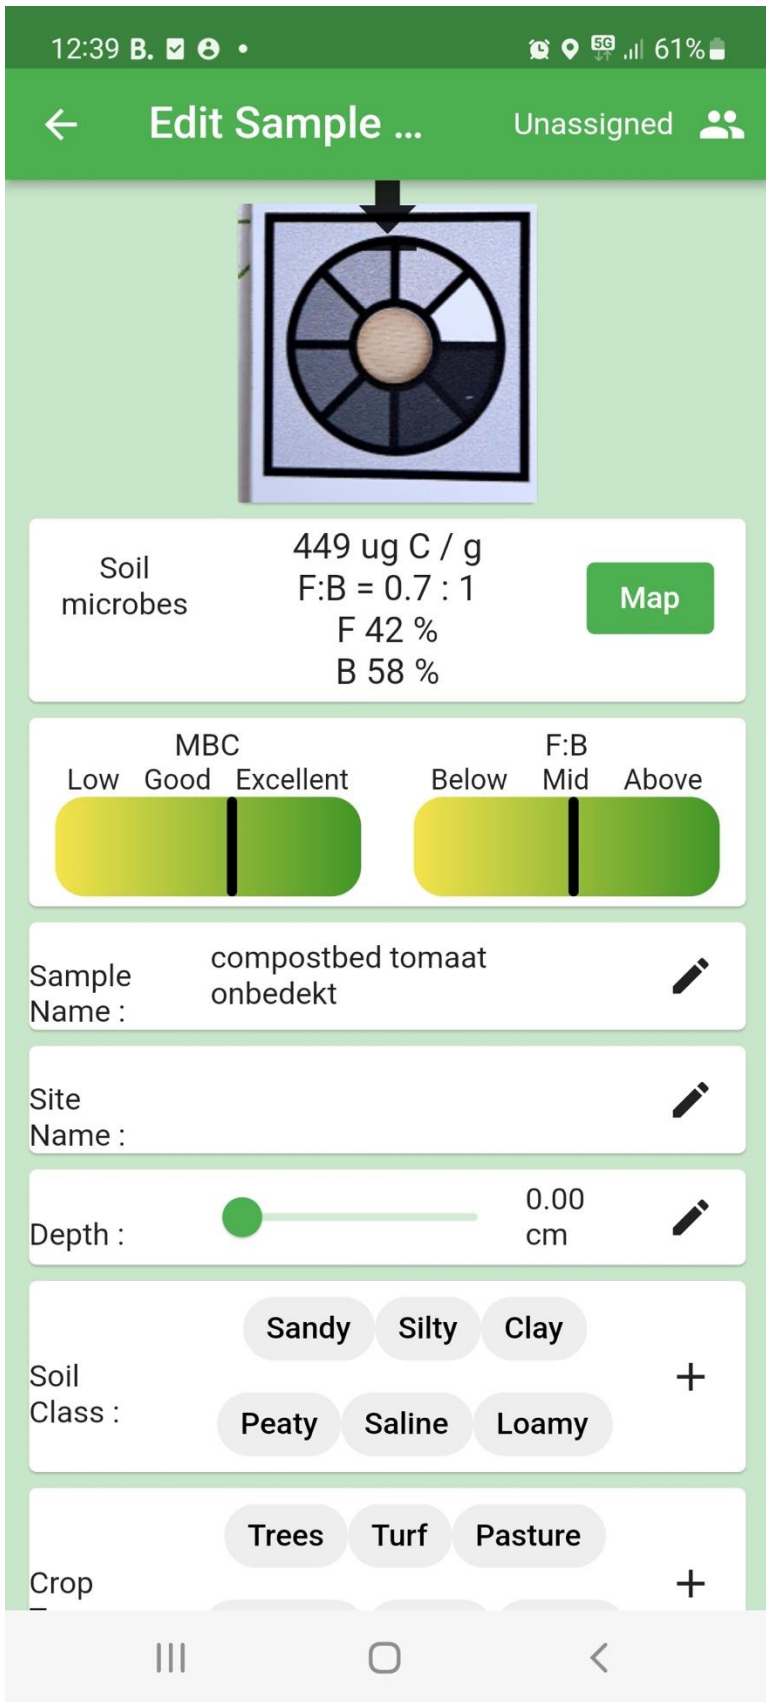 12:39 B.
5G 61%
Edit Sample ... Unassigned
Soil
microbes
449 ug C / g
F:B = 0.7 : 1
F 42 %
B 58 %
Map
MBC
Low Good Excellent
F:B
Below Mid Above
Sample
Name :
compostbed tomaat
onbedekt
Site
Name :
Depth :
0.00
cm
Soil
Class :
Sandy Silty Clay
Peaty Saline Loamy
Crop
Trees Turf Pasture